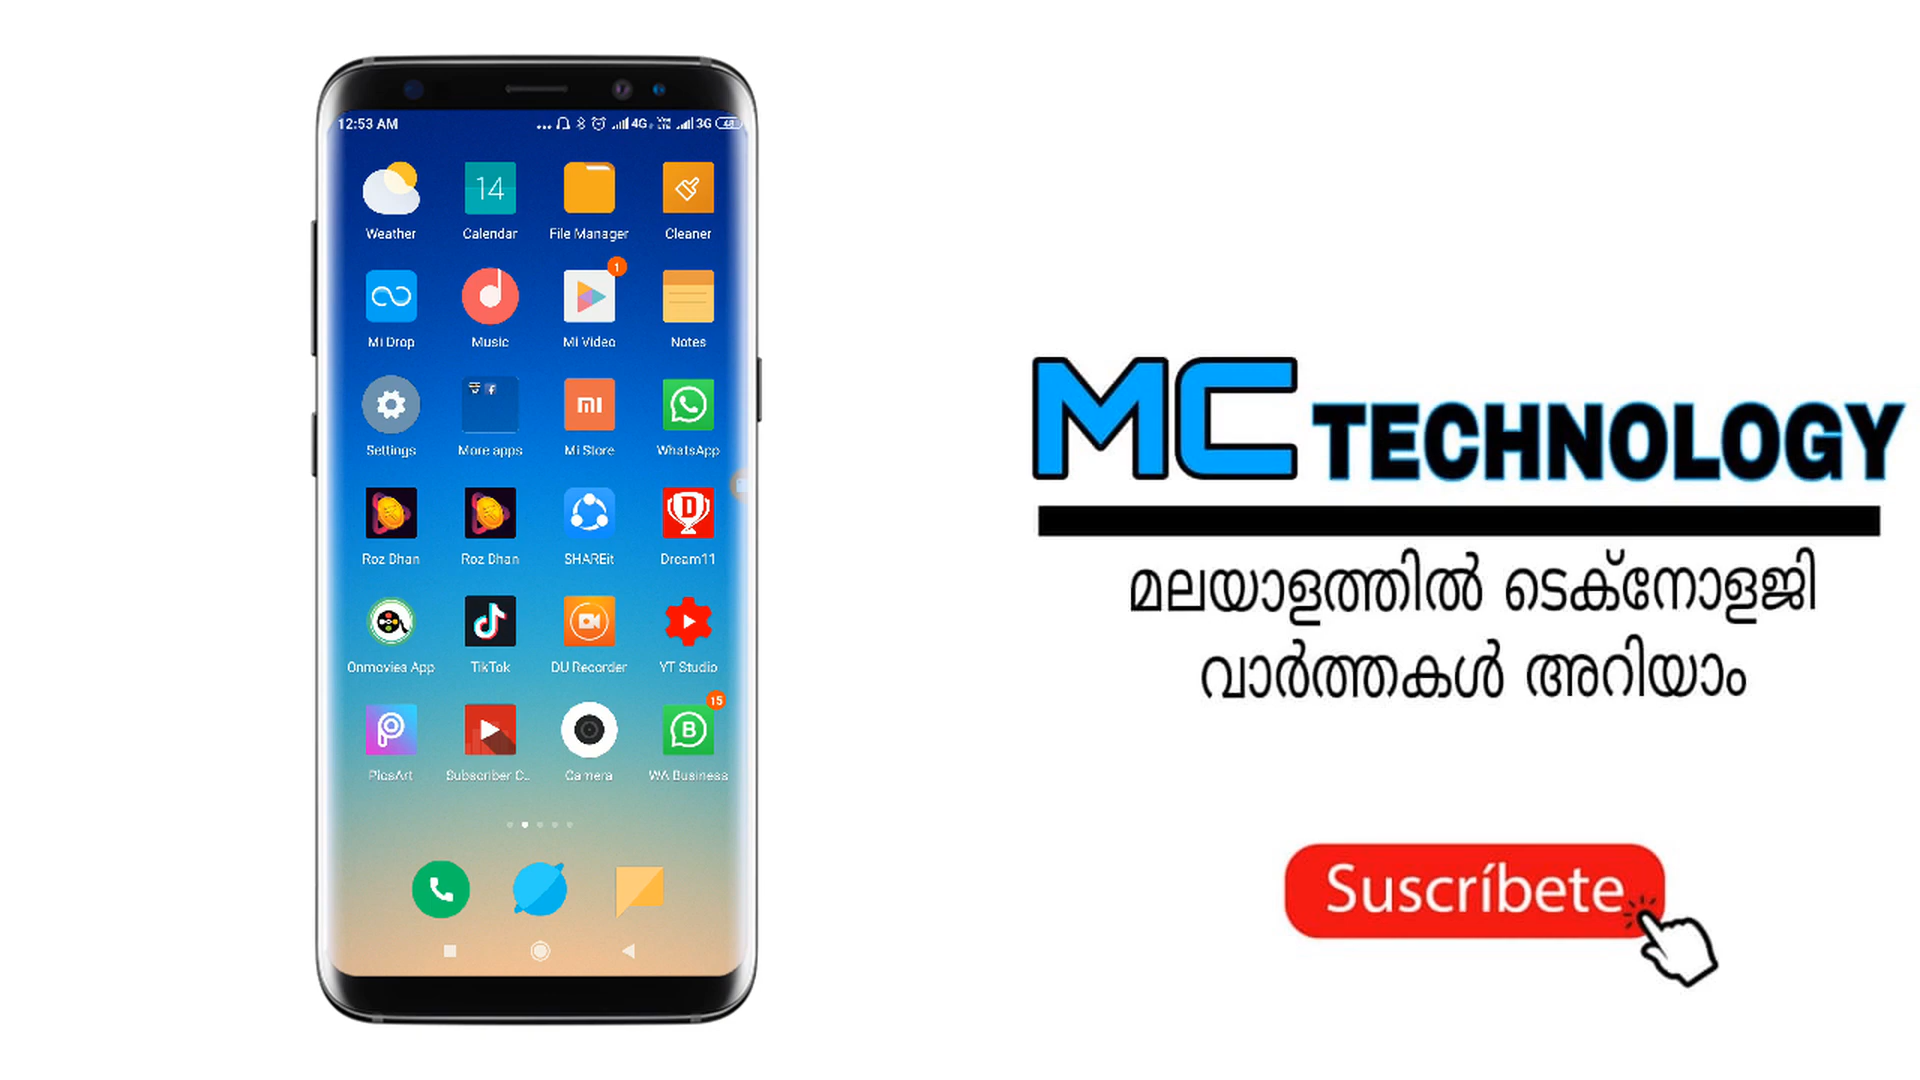 12:53 AM
4G 3G
14
Weather Calendar File Manager Cleaner
1
Mi Drop Music Mi Video Notes
mi
Settings More apps Mi Store WhatsApp
D
Roz Dhan Roz Dhan SHAREit Dream11
Onmovies App TikTok DU Recorder YT Studio
15
B
PicsArt Subscriber C.. Camera WA Business
MC TECHNOLOGY
മലയാളത്തിൽ ടെക്നോളജി
വാർത്തകൾ അറിയാം
Suscríbete